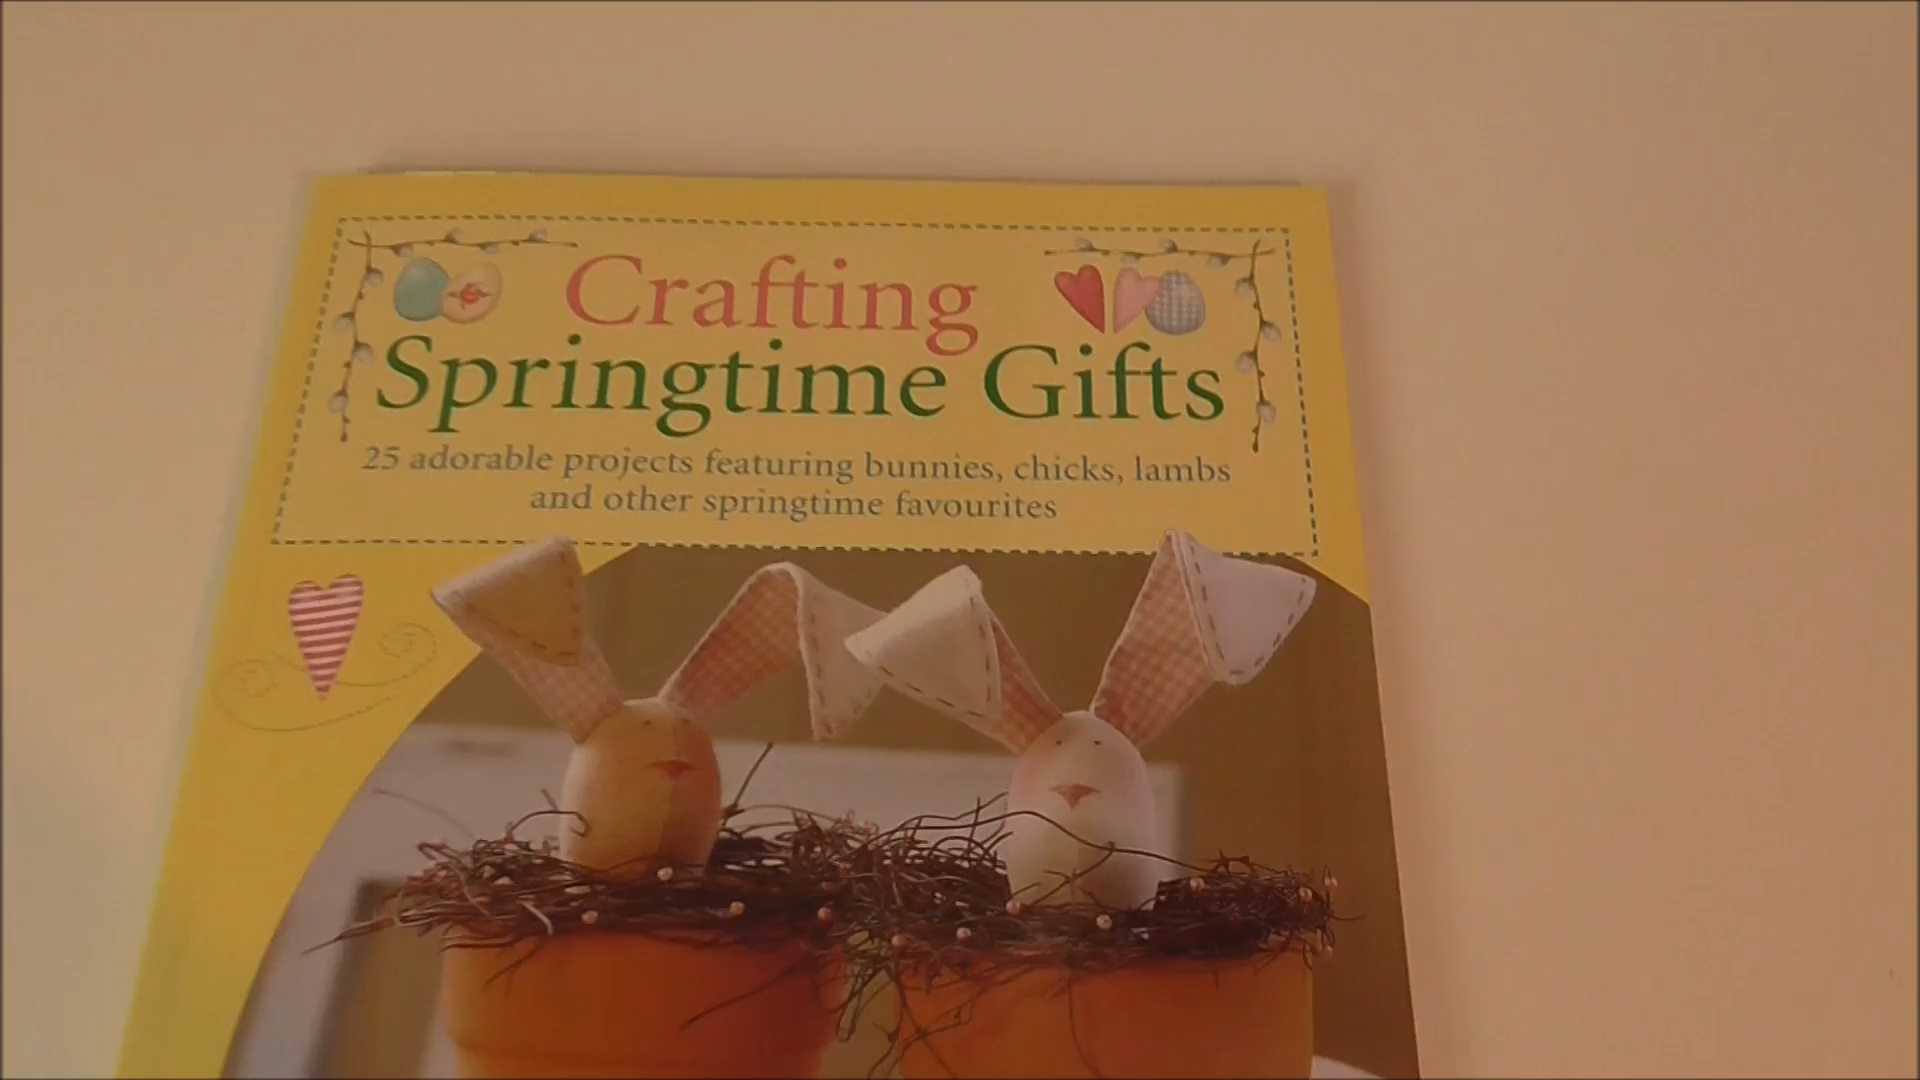 Crafting
Springtime Gifts
25 adorable projects featuring bunnies, chicks, lambs
and other springtime favourites